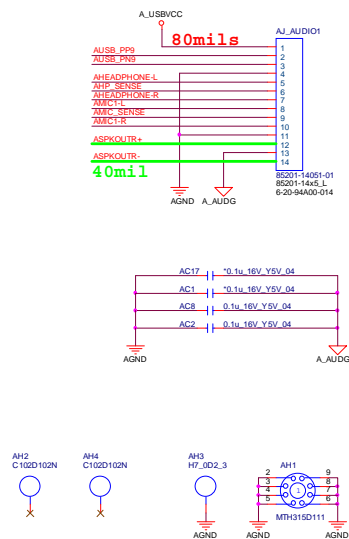 A_USBVCC
80mils
AJ_AUDIO1
1
AUSB_PP9
2
AUSB_PN9
3
4
AHEADPHONE-L
5
AHP_SENSE
6
AHEADPHONE-R
7
AMIC1-L
8
AMIC_SENSE
9
AMIC1-R
10
11
ASPKOUTR+
12
13
ASPKOUTR-
14
40mil
85201-14051-01
85201-14x5_L
6-20-94A00-014
AGND
A_AUDG
AC17 *0.1u_16V_Y5V_04
AC1 *0.1u_16V_Y5V_04
AC8 0.1u_16V_Y5V_04
AC2 0.1u_16V_Y5V_04
AGND
A_AUDG
AH2
C102D102N
AH4
C102D102N
AH3
H7_0D2_3
AH1
2 9
3 8
4 1 7
5 6
MTH315D111
AGND
AGND
AGND